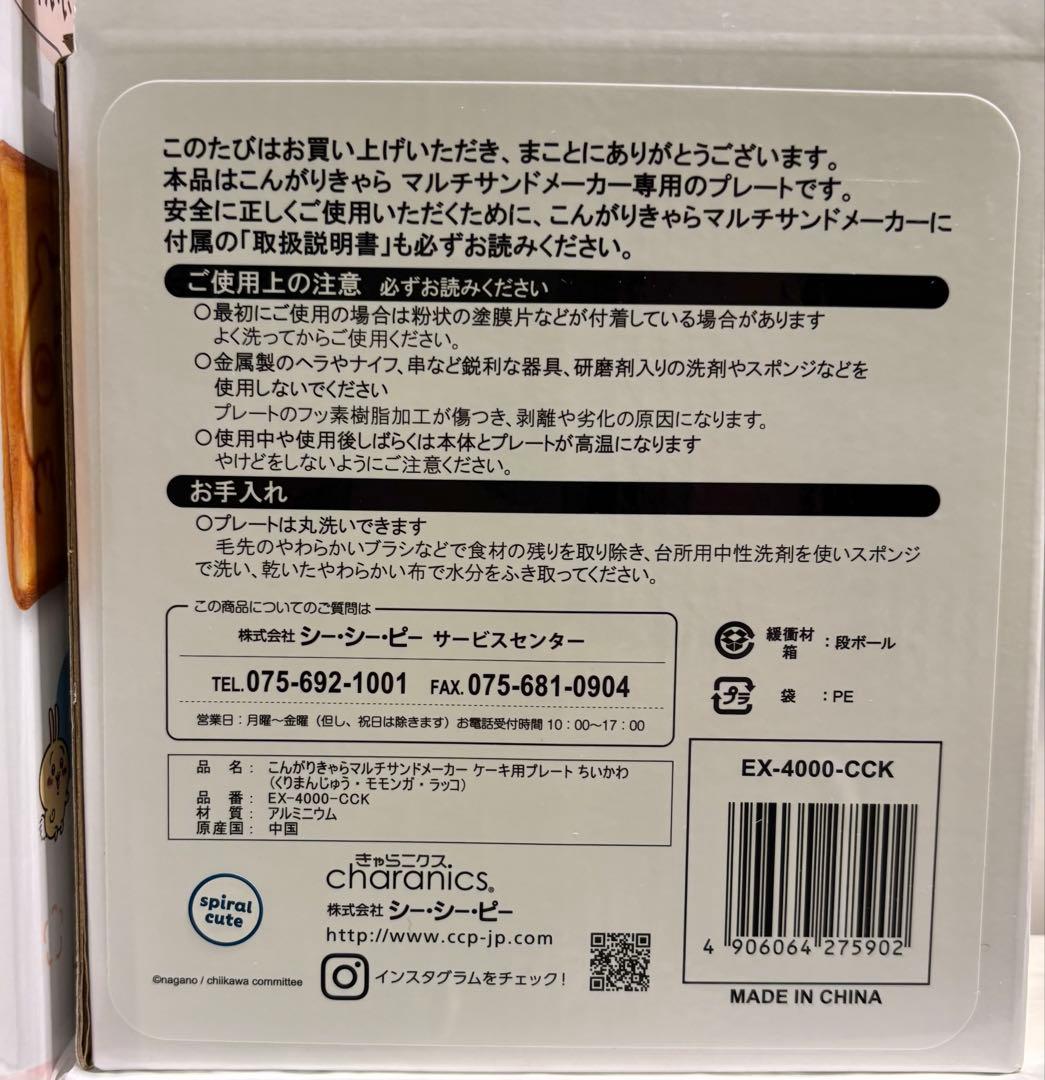 このたびはお買い上げいただき、まことにありがとうございます。
本品はこんがりきゃら マルチサンドメーカー専用のプレートです。
安全に正しくご使用いただくために、こんがりきゃらマルチサンドメーカーに
付属の「取扱説明書」も必ずお読みください。
ご使用上の注意 必ずお読みください
○最初にご使用の場合は粉状の塗膜片などが付着している場合があります
よく洗ってからご使用ください。
○金属製のヘラやナイフ、串など鋭利な器具、研磨剤入りの洗剤やスポンジなどを
使用しないでください
プレートのフッ素樹脂加工が傷つき、剥離や劣化の原因になります。
○使用中や使用後しばらくは本体とプレートが高温になります
やけどをしないようにご注意ください。
お手入れ
○プレートは丸洗いできます
毛先のやわらかいブラシなどで食材の残りを取り除き、台所用中性洗剤を使いスポンジ
で洗い、乾いたやわらかい布で水分をふき取ってください。
この商品についてのご質問は
株式会社 シー・シー・ピー サービスセンター
TEL.075-692-1001 FAX.075-681-0904
営業日：月曜～金曜（但し、祝日は除きます）お電話受付時間 10：00～17：00
緩衝材
箱 ：段ボール
プラ 袋 ：PE
品 名： こんがりきゃらマルチサンドメーカー ケーキ用プレート ちいかわ
（くりまんじゅう・モモンガ・ラッコ）
品 番： EX-4000-CCK
材 質： アルミニウム
原産国： 中国
EX-4000-CCK
4 906064 275902
MADE IN CHINA
spiral
cute
きゃらニクス
charanics®
株式会社 シー・シー・ピー
http://www.ccp-jp.com
インスタグラムをチェック！
©nagano / chiikawa committee